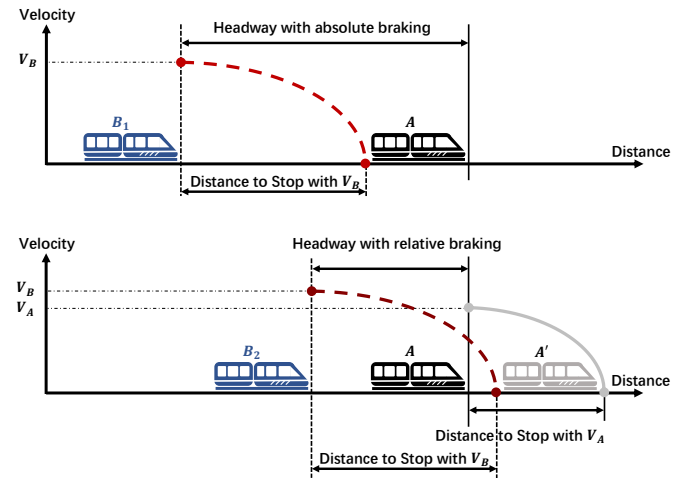 Velocity
Headway with absolute braking
V_B
B_1
A
Distance
Distance to Stop with V_B
Velocity
Headway with relative braking
V_B
V_A
B_2
A
A′
Distance
Distance to Stop with V_A
Distance to Stop with V_B